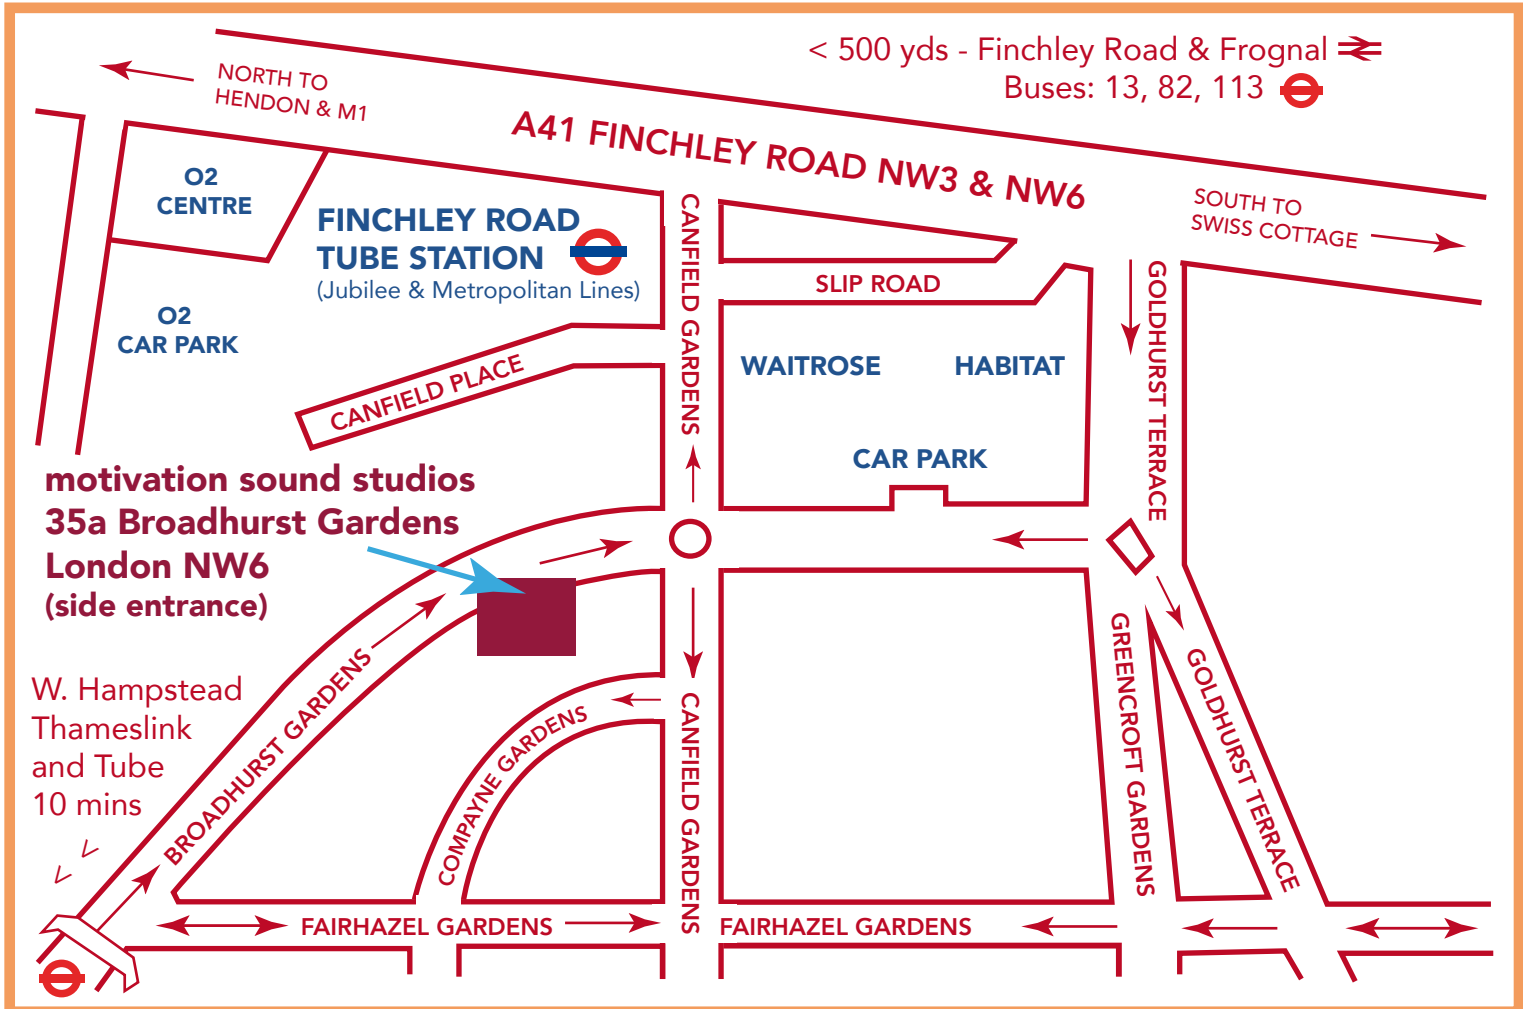 < 500 yds - Finchley Road & Frognal
Buses: 13, 82, 113
NORTH TO
HENDON & M1
A41 FINCHLEY ROAD NW3 & NW6
SOUTH TO
SWISS COTTAGE
O2
CENTRE
FINCHLEY ROAD
TUBE STATION
(Jubilee & Metropolitan Lines)
CANFIELD GARDENS
SLIP ROAD
GOLDHURST TERRACE
O2
CAR PARK
CANFIELD PLACE
WAITROSE
HABITAT
CAR PARK
motivation sound studios
35a Broadhurst Gardens
London NW6
(side entrance)
W. Hampstead
Thameslink
and Tube
10 mins
< <
BROADHURST GARDENS
COMPAYNE GARDENS
CANFIELD GARDENS
GREENCROFT GARDENS
GOLDHURST TERRACE
FAIRHAZEL GARDENS
FAIRHAZEL GARDENS